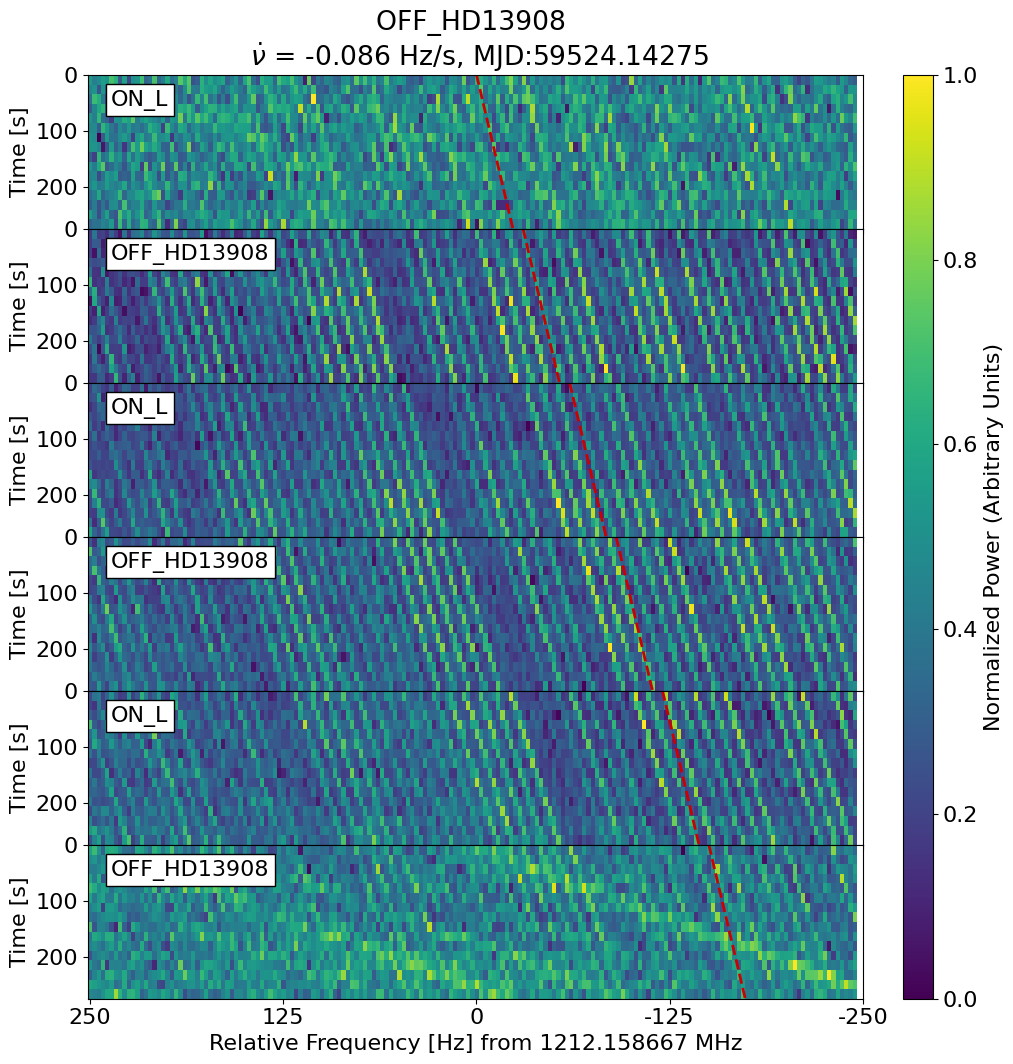 OFF_HD13908
ν̇ = -0.086 Hz/s, MJD:59524.14275
ON_L
OFF_HD13908
ON_L
OFF_HD13908
ON_L
OFF_HD13908
0
100
200
0
100
200
0
100
200
0
100
200
0
100
200
0
100
200
Time [s]
Time [s]
Time [s]
Time [s]
Time [s]
Time [s]
250
125
0
-125
-250
Relative Frequency [Hz] from 1212.158667 MHz
1.0
0.8
0.6
0.4
0.2
0.0
Normalized Power (Arbitrary Units)